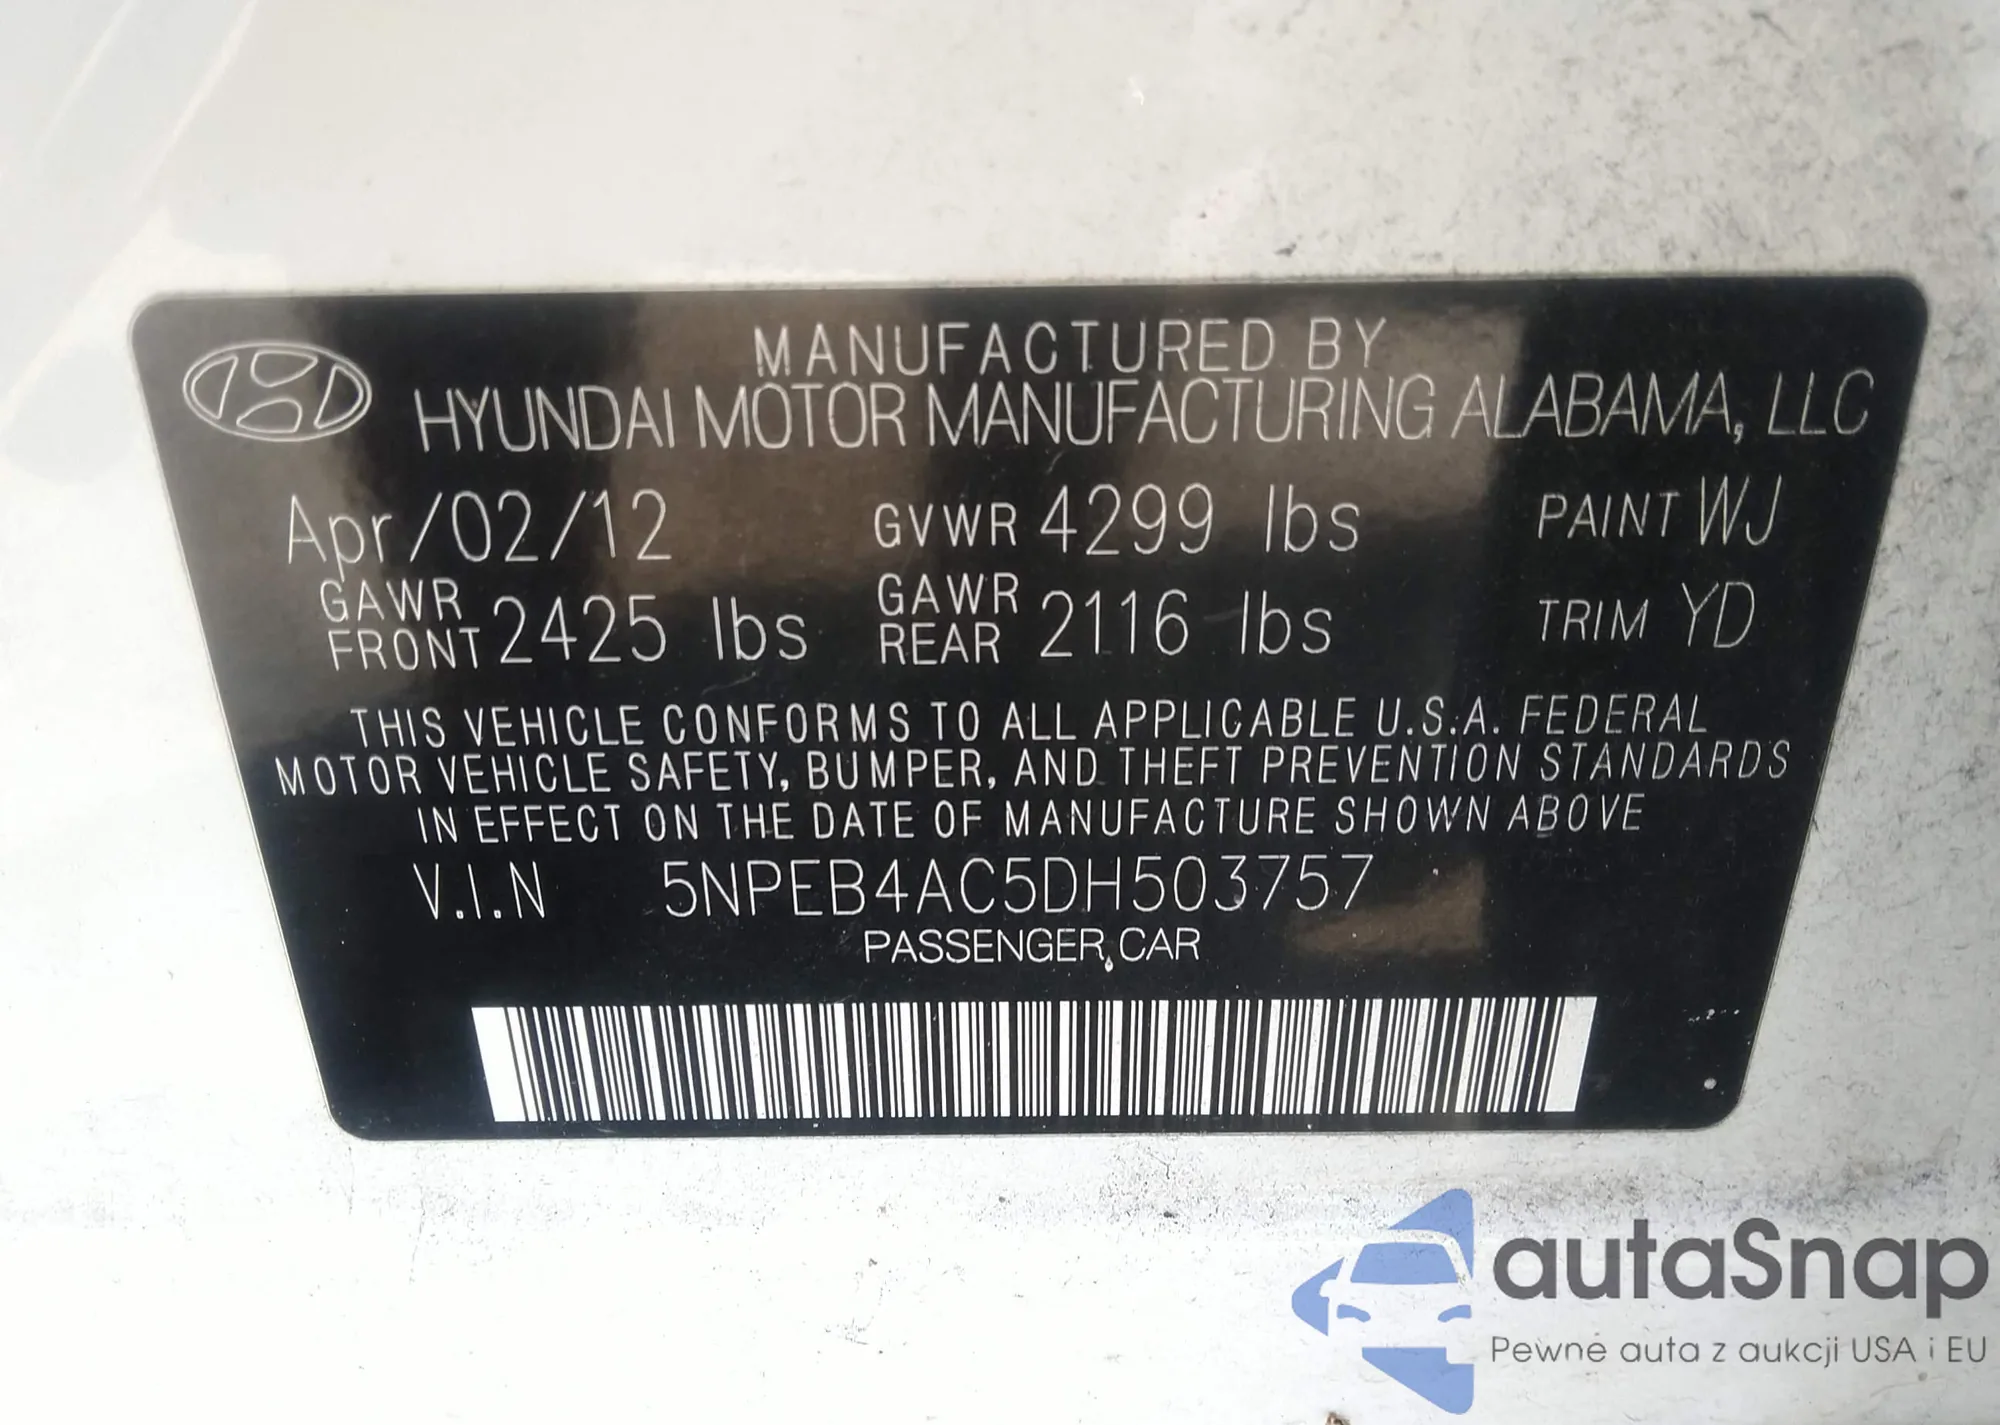 MANUFACTURED BY
HYUNDAI MOTOR MANUFACTURING ALABAMA, LLC
Apr/02/12 GVWR 4299 lbs PAINT WJ
GAWR FRONT 2425 lbs GAWR REAR 2116 lbs TRIM YD
THIS VEHICLE CONFORMS TO ALL APPLICABLE U.S.A. FEDERAL
MOTOR VEHICLE SAFETY, BUMPER, AND THEFT PREVENTION STANDARDS
IN EFFECT ON THE DATE OF MANUFACTURE SHOWN ABOVE
V.I.N 5NPEB4AC5DH503757
PASSENGER CAR
autaSnap
Pewne auta z aukcji USA i EU